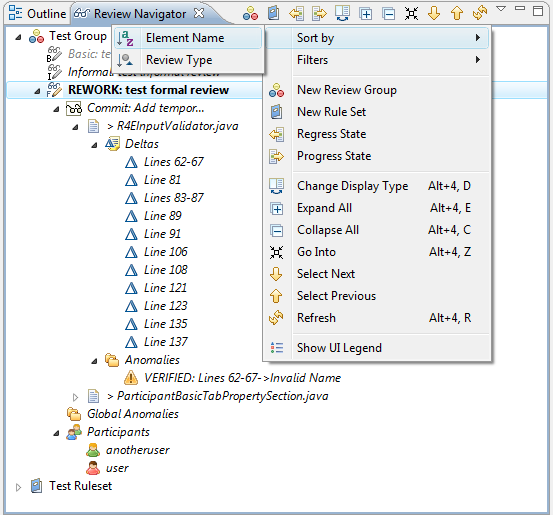 Outline
Review Navigator
Test Group
Element Name
Sort by
Basic: te
Review Type
Filters
Informal
REWORK: test formal review
New Review Group
Commit: Add tempor...
New Rule Set
> R4EInputValidator.java
Regress State
Deltas
Progress State
Lines 62-67
Line 81
Change Display Type Alt+4, D
Lines 83-87
Expand All Alt+4, E
Line 89
Collapse All Alt+4, C
Line 91
Go Into Alt+4, Z
Line 106
Select Next
Line 108
Select Previous
Line 121
Refresh Alt+4, R
Line 123
Line 135
Show UI Legend
Line 137
Anomalies
VERIFIED: Lines 62-67->Invalid Name
> ParticipantBasicTabPropertySection.java
Global Anomalies
Participants
anotheruser
user
Test Ruleset